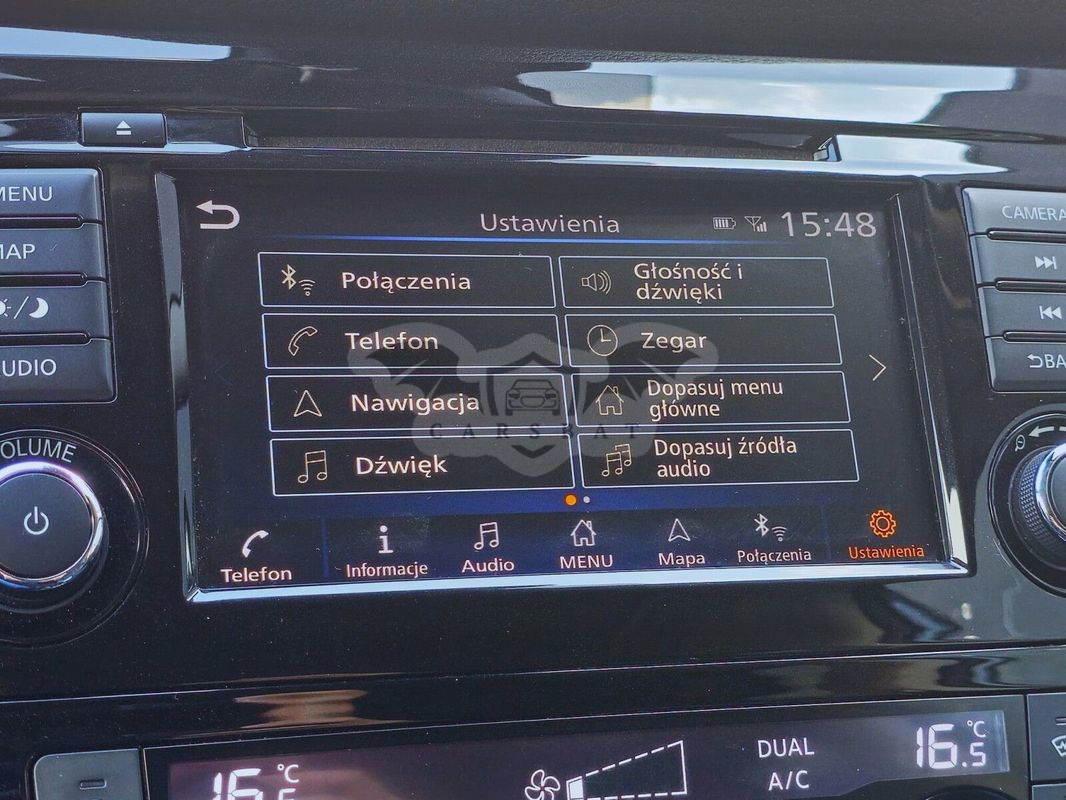 MENU
MAP
AUDIO
VOLUME
Ustawienia
15:48
Połączenia
Głośność i
dźwięki
Telefon
Zegar
Nawigacja
Dopasuj menu
główne
Dźwięk
Dopasuj źródła
audio
CARSBAT
Telefon
Informacje
Audio
MENU
Mapa
Połączenia
Ustawienia
CAMERA
BA
16 °C
DUAL
A/C
16.5 °C